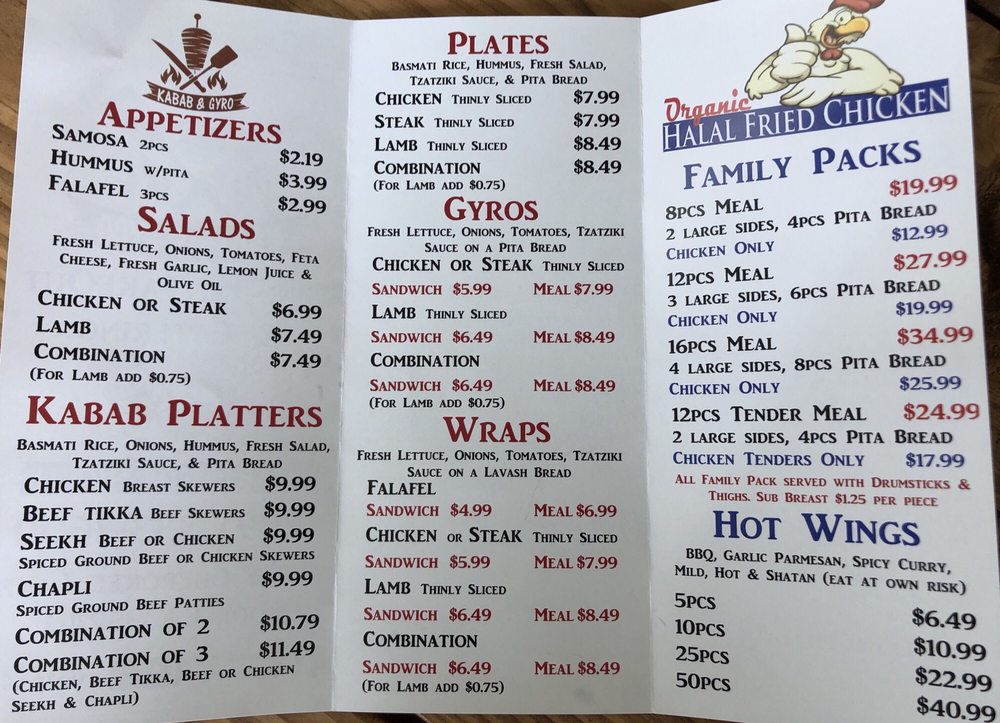 KABAB & GYRO
APPETIZERS
SAMOSA 2PCS $2.19
HUMMUS W/PITA $3.99
FALAFEL 3PCS $2.99
SALADS
FRESH LETTUCE, ONIONS, TOMATOES, FETA
CHEESE, FRESH GARLIC, LEMON JUICE &
OLIVE OIL
CHICKEN OR STEAK $6.99
LAMB $7.49
COMBINATION $7.49
(FOR LAMB ADD $0.75)
KABAB PLATTERS
BASMATI RICE, ONIONS, HUMMUS, FRESH SALAD,
TZATZIKI SAUCE, & PITA BREAD
CHICKEN BREAST SKEWERS $9.99
BEEF TIKKA BEEF SKEWERS $9.99
SEEKH BEEF OR CHICKEN $9.99
SPICED GROUND BEEF OR CHICKEN SKEWERS
CHAPLI $9.99
SPICED GROUND BEEF PATTIES
COMBINATION OF 2 $10.79
COMBINATION OF 3 $11.49
(CHICKEN, BEEF TIKKA, BEEF OR CHICKEN
SEEKH & CHAPLI)
PLATES
BASMATI RICE, HUMMUS, FRESH SALAD,
TZATZIKI SAUCE, & PITA BREAD
CHICKEN THINLY SLICED $7.99
STEAK THINLY SLICED $7.99
LAMB THINLY SLICED $8.49
COMBINATION $8.49
(FOR LAMB ADD $0.75)
GYROS
FRESH LETTUCE, ONIONS, TOMATOES, TZATZIKI
SAUCE ON A PITA BREAD
CHICKEN OR STEAK THINLY SLICED
SANDWICH $5.99 MEAL $7.99
LAMB THINLY SLICED
SANDWICH $6.49 MEAL $8.49
COMBINATION
SANDWICH $6.49 MEAL $8.49
(FOR LAMB ADD $0.75)
WRAPS
FRESH LETTUCE, ONIONS, TOMATOES, TZATZIKI
SAUCE ON A LAVASH BREAD
FALAFEL
SANDWICH $4.99 MEAL $6.99
CHICKEN OR STEAK THINLY SLICED
SANDWICH $5.99 MEAL $7.99
LAMB THINLY SLICED
SANDWICH $6.49 MEAL $8.49
COMBINATION
SANDWICH $6.49 MEAL $8.49
(FOR LAMB ADD $0.75)
Organic
HALAL FRIED CHICKEN
FAMILY PACKS
8PCS MEAL $19.99
2 LARGE SIDES, 4PCS PITA BREAD
CHICKEN ONLY $12.99
12PCS MEAL $27.99
3 LARGE SIDES, 6PCS PITA BREAD
CHICKEN ONLY $19.99
16PCS MEAL $34.99
4 LARGE SIDES, 8PCS PITA BREAD
CHICKEN ONLY $25.99
12PCS TENDER MEAL $24.99
2 LARGE SIDES, 4PCS PITA BREAD
CHICKEN TENDERS ONLY $17.99
ALL FAMILY PACK SERVED WITH DRUMSTICKS &
THIGHS. SUB BREAST $1.25 PER PIECE
HOT WINGS
BBQ, GARLIC PARMESAN, SPICY CURRY,
MILD, HOT & SHATAN (EAT AT OWN RISK)
5PCS $6.49
10PCS $10.99
25PCS $22.99
50PCS $40.99